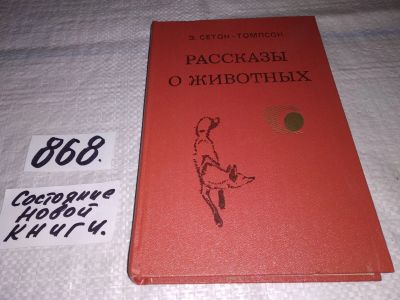 Э. СЕТОН-ТОМПСОН
РАССКАЗЫ
О ЖИВОТНЫХ
868.
Состояние
новой
книги.